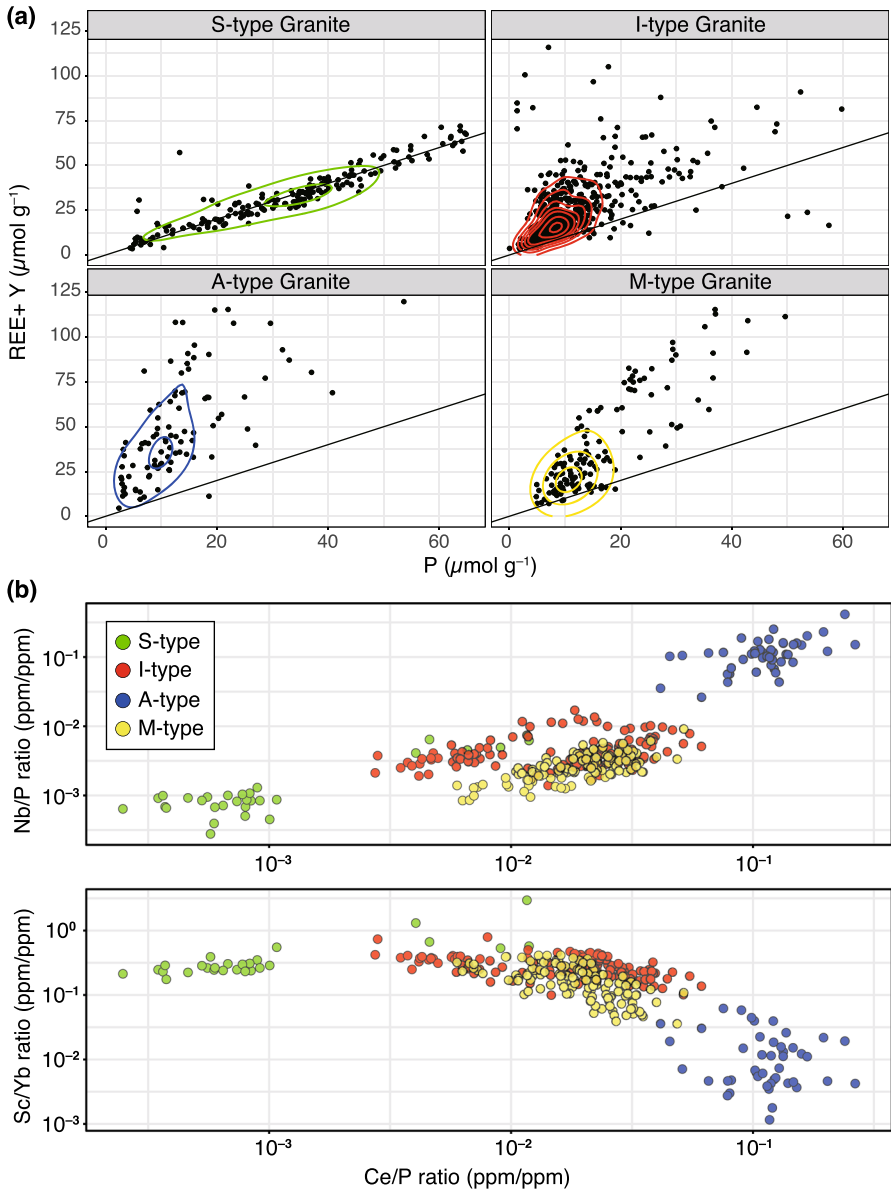 (a)
S-type Granite
I-type Granite
125
100
75
50
25
0
A-type Granite
M-type Granite
125
100
75
50
25
0
0
20
40
60
0
20
40
60
REE+ Y (µmol g⁻¹)
P (µmol g⁻¹)
(b)
S-type
I-type
A-type
M-type
10⁻¹
10⁻²
10⁻³
Nb/P ratio (ppm/ppm)
10⁻³
10⁻²
10⁻¹
10⁰
10⁻¹
10⁻²
10⁻³
Sc/Yb ratio (ppm/ppm)
10⁻³
10⁻²
10⁻¹
Ce/P ratio (ppm/ppm)